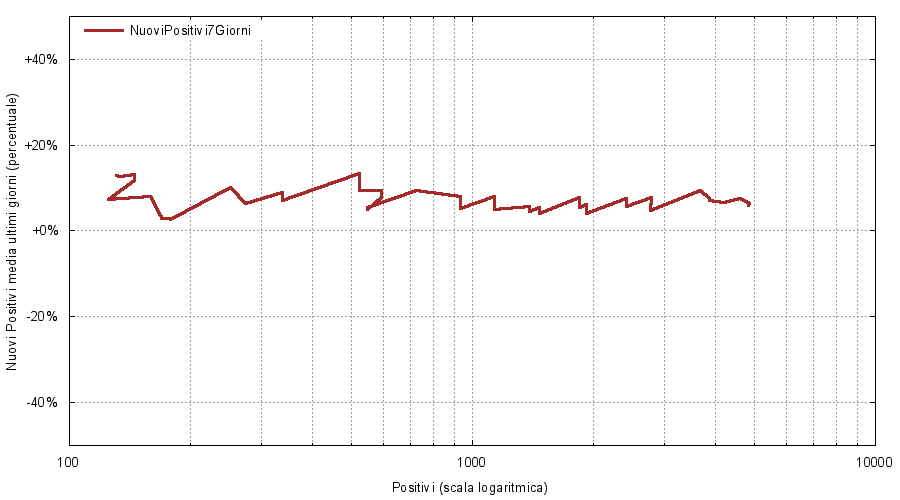 NuoviPositivi7Giorni
+40%
+20%
+0%
-20%
-40%
Nuovi Positivi media ultimi giorni (percentuale)
100
1000
10000
Positivi (scala logaritmica)